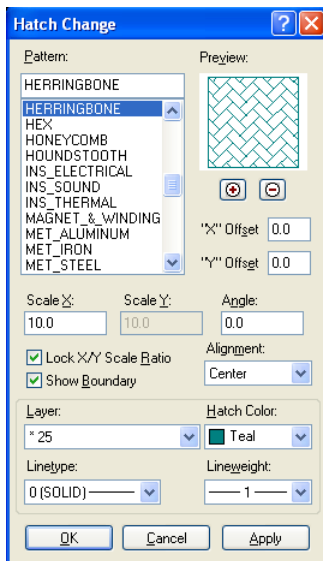 Hatch Change
Pattern:
Preview:
HERRINGBONE
HERRINGBONE
HEX
HONEYCOMB
HOUNDSTOOTH
INS_ELECTRICAL
INS_SOUND
INS_THERMAL
MAGNET_&_WINDING
MET_ALUMINUM
MET_IRON
MET_STEEL
"X" Offset 0.0
"Y" Offset 0.0
Scale X: Scale Y: Angle:
10.0 10.0 0.0
Lock X/Y Scale Ratio
Show Boundary
Alignment:
Center
Layer: Hatch Color:
* 25 Teal
Linetype: Lineweight:
0 (SOLID) 1
OK Cancel Apply